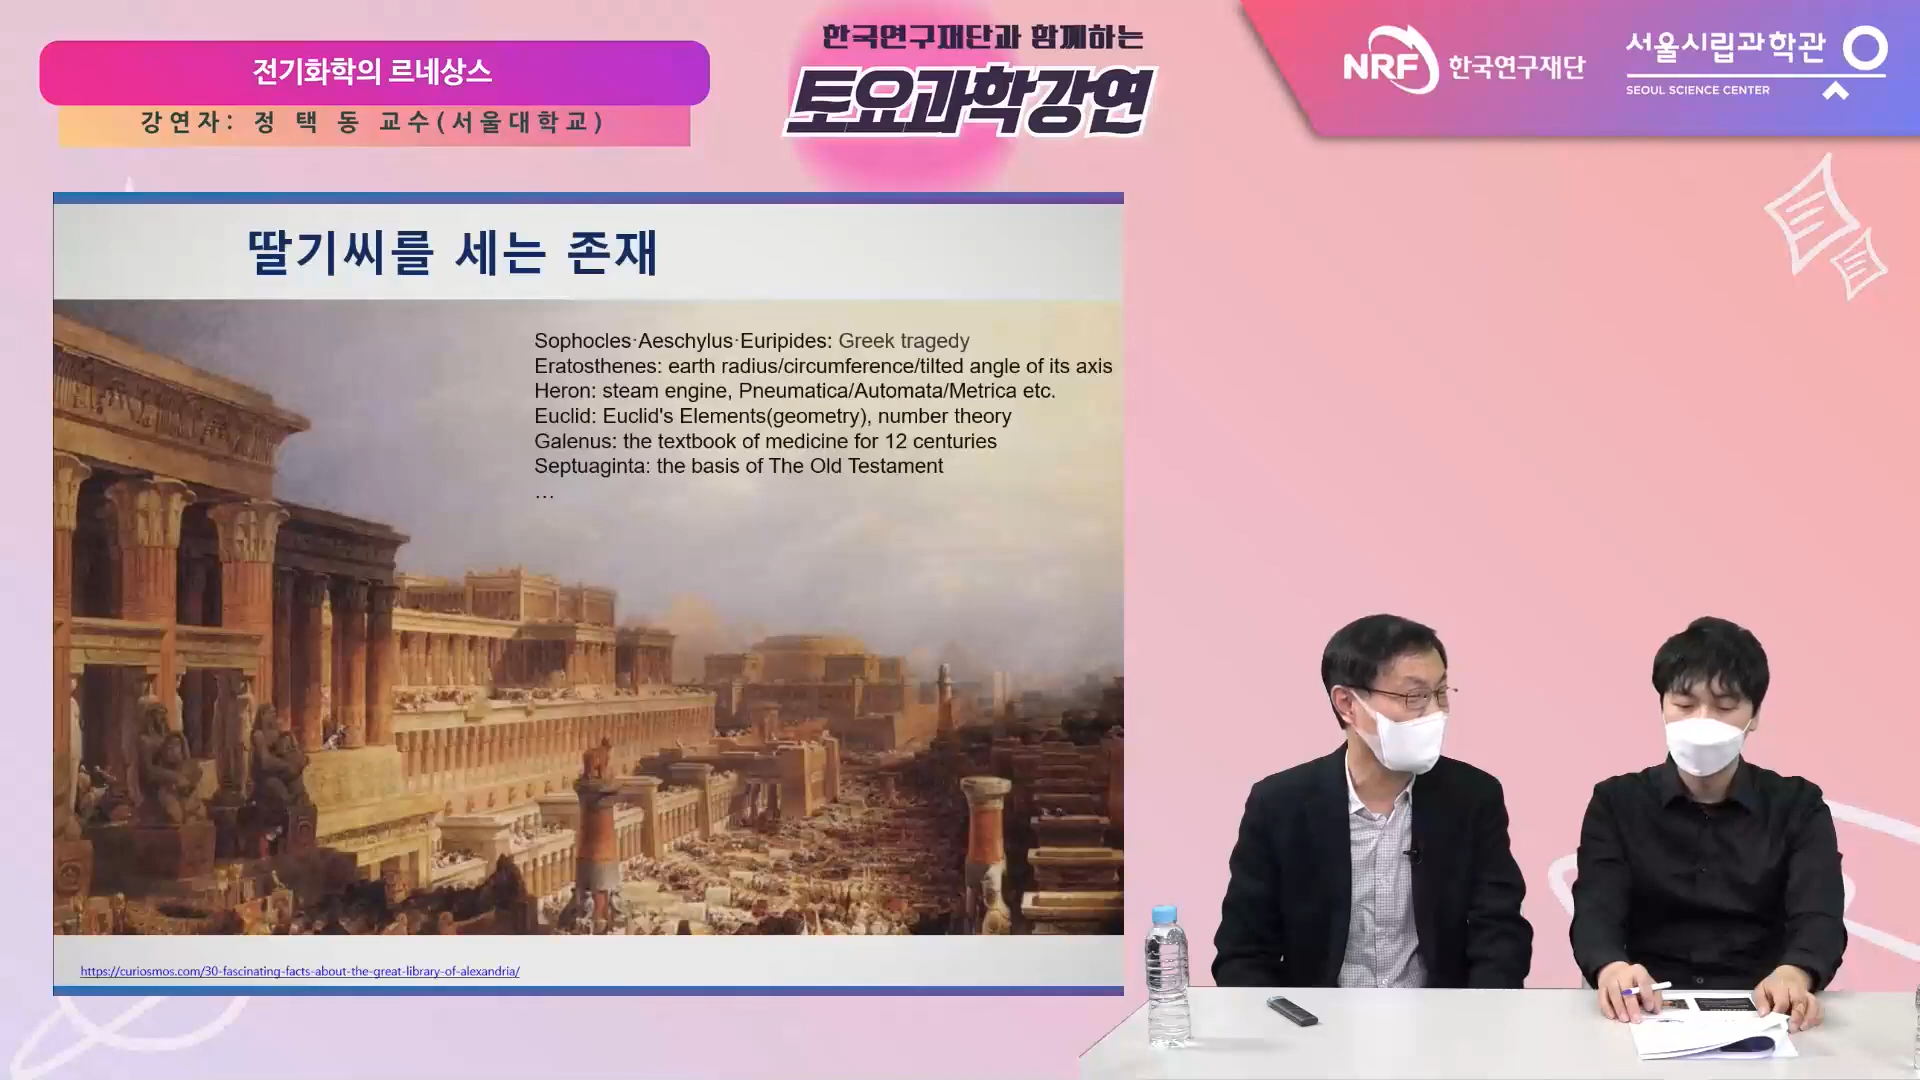 전기화학의 르네상스
강연자: 정 택 동 교수(서울대학교)
한국연구재단과 함께하는
토요과학강연
NRF 한국연구재단
서울시립과학관
SEOUL SCIENCE CENTER
딸기씨를 세는 존재
Sophocles·Aeschylus·Euripides: Greek tragedy
Eratosthenes: earth radius/circumference/tilted angle of its axis
Heron: steam engine, Pneumatica/Automata/Metrica etc.
Euclid: Euclid's Elements(geometry), number theory
Galenus: the textbook of medicine for 12 centuries
Septuaginta: the basis of The Old Testament
…
https://curiosmos.com/30-fascinating-facts-about-the-great-library-of-alexandria/